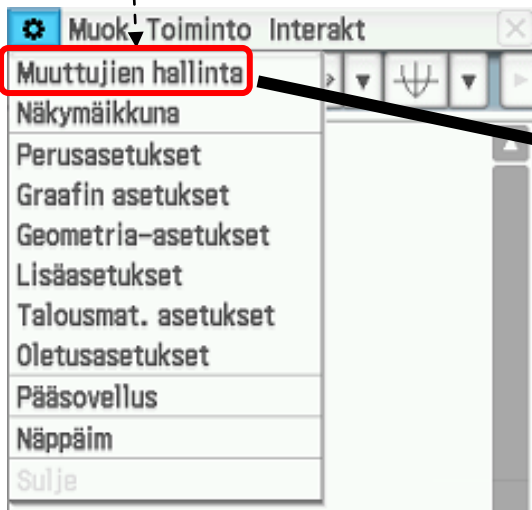 Muok Toiminto Interakt
Muuttujien hallinta
Näkymäikkuna
Perusasetukset
Graafin asetukset
Geometria-asetukset
Lisäasetukset
Talousmat. asetukset
Oletusasetukset
Pääsovellus
Näppäim
Sulje